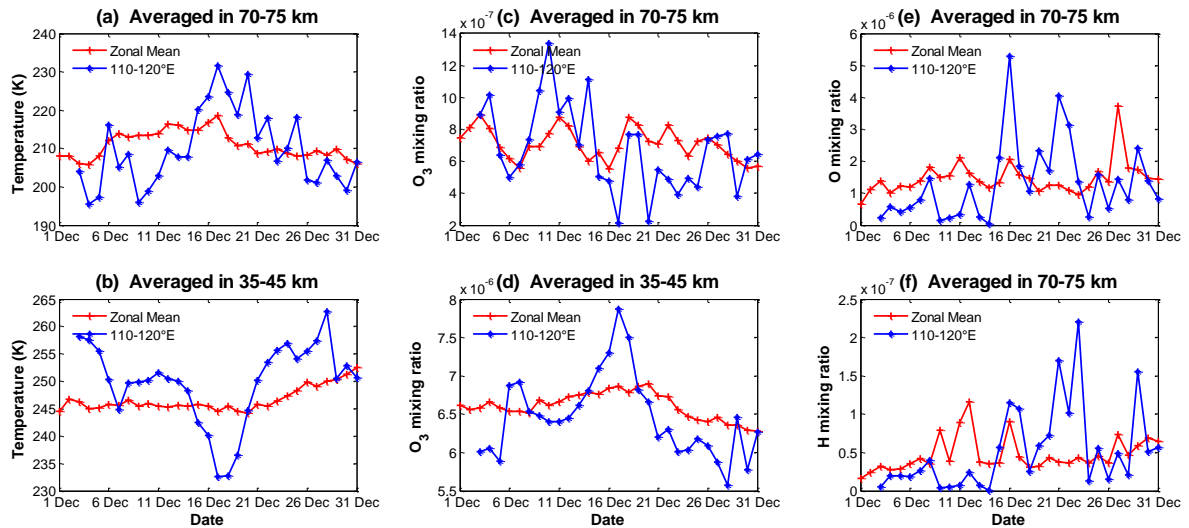 (a) Averaged in 70-75 km
Temperature (K)
240
230
220
210
200
190
Zonal Mean
110-120°E
1 Dec 6 Dec 11 Dec 16 Dec 21 Dec 26 Dec 31 Dec
(c) Averaged in 70-75 km
x 10⁻⁷
O₃ mixing ratio
14
12
10
8
6
4
2
Zonal Mean
110-120°E
1 Dec 6 Dec 11 Dec 16 Dec 21 Dec 26 Dec 31 Dec
(e) Averaged in 70-75 km
x 10⁻⁶
O mixing ratio
6
5
4
3
2
1
0
Zonal Mean
110-120°E
1 Dec 6 Dec 11 Dec 16 Dec 21 Dec 26 Dec 31 Dec
(b) Averaged in 35-45 km
Temperature (K)
265
260
255
250
245
240
235
230
Zonal Mean
110-120°E
1 Dec 6 Dec 11 Dec 16 Dec 21 Dec 26 Dec 31 Dec
Date
(d) Averaged in 35-45 km
x 10⁻⁶
O₃ mixing ratio
8
7.5
7
6.5
6
5.5
Zonal Mean
110-120°E
1 Dec 6 Dec 11 Dec 16 Dec 21 Dec 26 Dec 31 Dec
Date
(f) Averaged in 70-75 km
x 10⁻⁷
H mixing ratio
2.5
2
1.5
1
0.5
0
Zonal Mean
110-120°E
1 Dec 6 Dec 11 Dec 16 Dec 21 Dec 26 Dec 31 Dec
Date